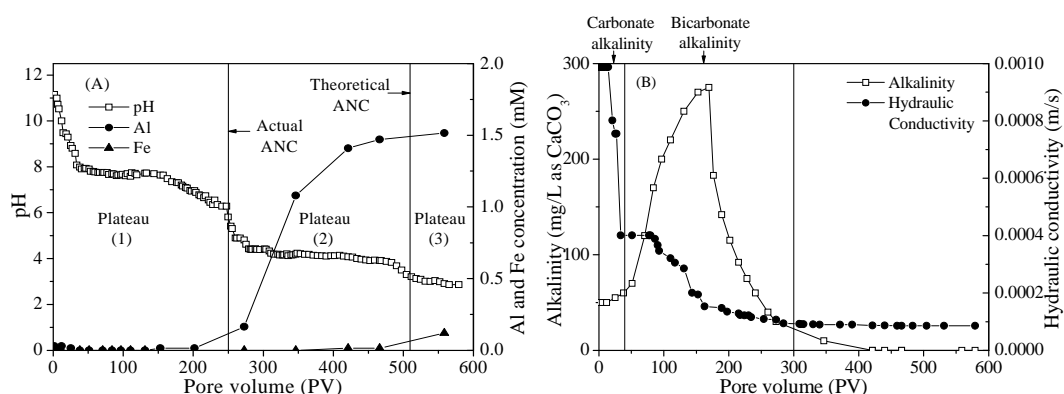 Carbonate alkalinity
Bicarbonate alkalinity
(A)
pH
Al
Fe
Theoretical ANC
Actual ANC
Plateau (1)
Plateau (2)
Plateau (3)
12
10
8
6
4
2
0
pH
2.0
1.5
1.0
0.5
0.0
Al and Fe concentration (mM)
0 100 200 300 400 500 600
Pore volume (PV)
(B)
Alkalinity
Hydraulic Conductivity
300
250
200
150
100
50
0
Alkalinity (mg/L as CaCO3)
0.0010
0.0008
0.0006
0.0004
0.0002
0.0000
Hydraulic conductivity (m/s)
0 100 200 300 400 500 600
Pore volume (PV)